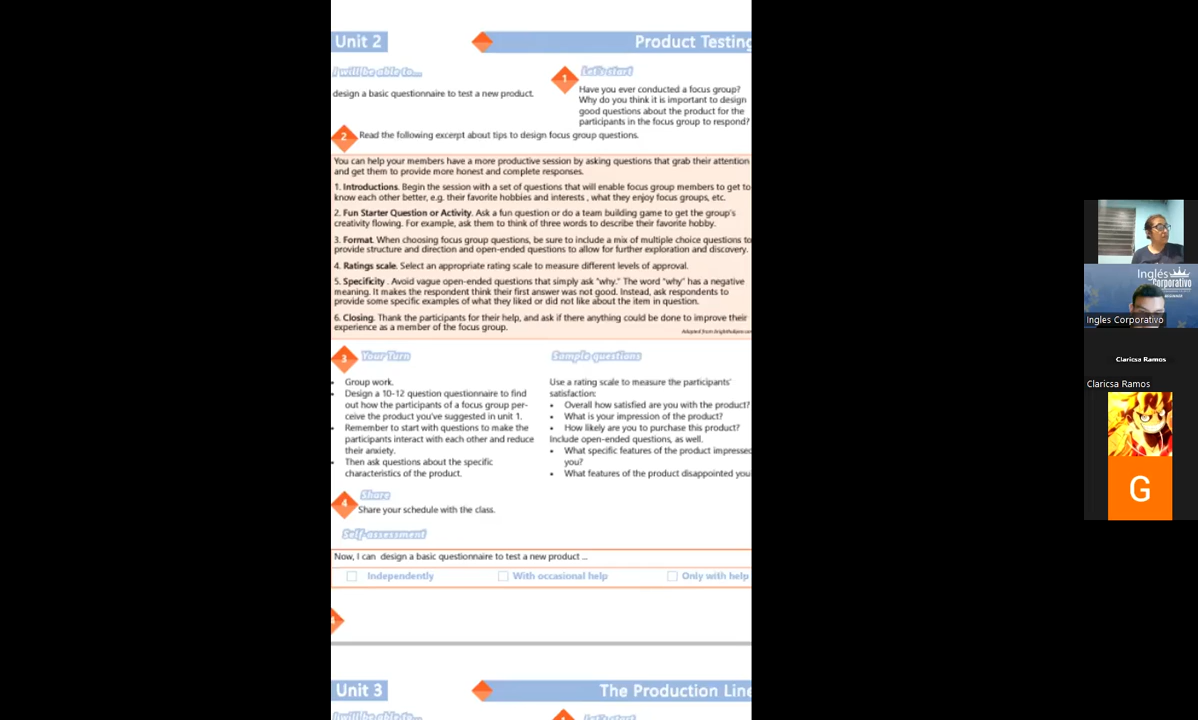 Unit 2
Product Testing
I will be able to...
design a basic questionnaire to test a new product.
1
Let's start
Have you ever conducted a focus group?
Why do you think it is important to design
good questions about the product for the
participants in the focus group to respond?
2
Read the following excerpt about tips to design focus group questions.
You can help your members have a more productive session by asking questions that grab their attention
and get them to provide more honest and complete responses.
1. Introductions. Begin the session with a set of questions that will enable focus group members to get to
know each other better, e.g. their favorite hobbies and interests , what they enjoy focus groups, etc.
2. Fun Starter Question or Activity. Ask a fun question or do a team building game to get the group's
creativity flowing. For example, ask them to think of three words to describe their favorite hobby.
3. Format. When choosing focus group questions, be sure to include a mix of multiple choice questions to
provide structure and direction and open-ended questions to allow for further exploration and discovery.
4. Ratings scale. Select an appropriate rating scale to measure different levels of approval.
5. Specificity . Avoid vague open-ended questions that simply ask "why." The word "why" has a negative
meaning. It makes the respondent think their first answer was not good. Instead, ask respondents to
provide some specific examples of what they liked or did not like about the item in question.
6. Closing. Thank the participants for their help, and ask if there anything could be done to improve their
experience as a member of the focus group.
Adapted from
3
Your Turn
• Group work.
• Design a 10-12 question questionnaire to find
out how the participants of a focus group per-
ceive the product you've suggested in unit 1.
• Remember to start with questions to make the
participants interact with each other and reduce
their anxiety.
• Then ask questions about the specific
characteristics of the product.
Sample questions
Use a rating scale to measure the participants'
satisfaction:
• Overall how satisfied are you with the product?
• What is your impression of the product?
• How likely are you to purchase this product?
Include open-ended questions, as well.
• What specific features of the product impressed
you?
• What features of the product disappointed you
4
Share
Share your schedule with the class.
Self-assessment
Now, I can design a basic questionnaire to test a new product ...
Independently
With occasional help
Only with help
Unit 3
The Production Line
I will be able to...
Let's start
Inglés
Corporativo
Ingles Corporativo
Claricsa Ramos
Claricsa Ramos
G